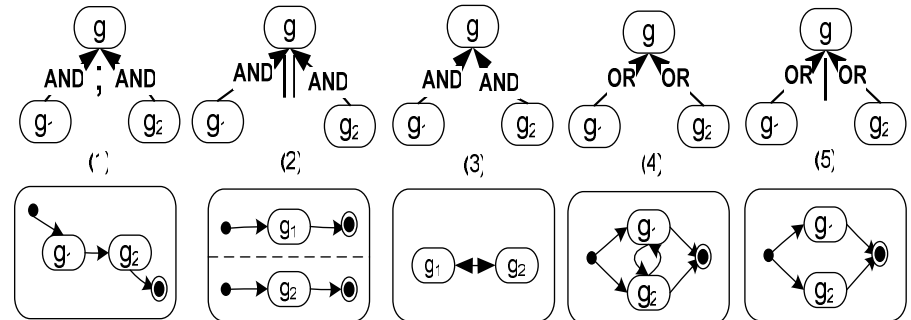 g g g g g
AND ; AND AND || AND AND AND OR OR OR | OR
g₁ g₂ g₁ g₂ g₁ g₂ g₁ g₂ g₁ g₂
(1) (2) (3) (4) (5)
g₁ g₁ g₁
g₁ g₂ g₁ g₂
g₂ g₂ g₂